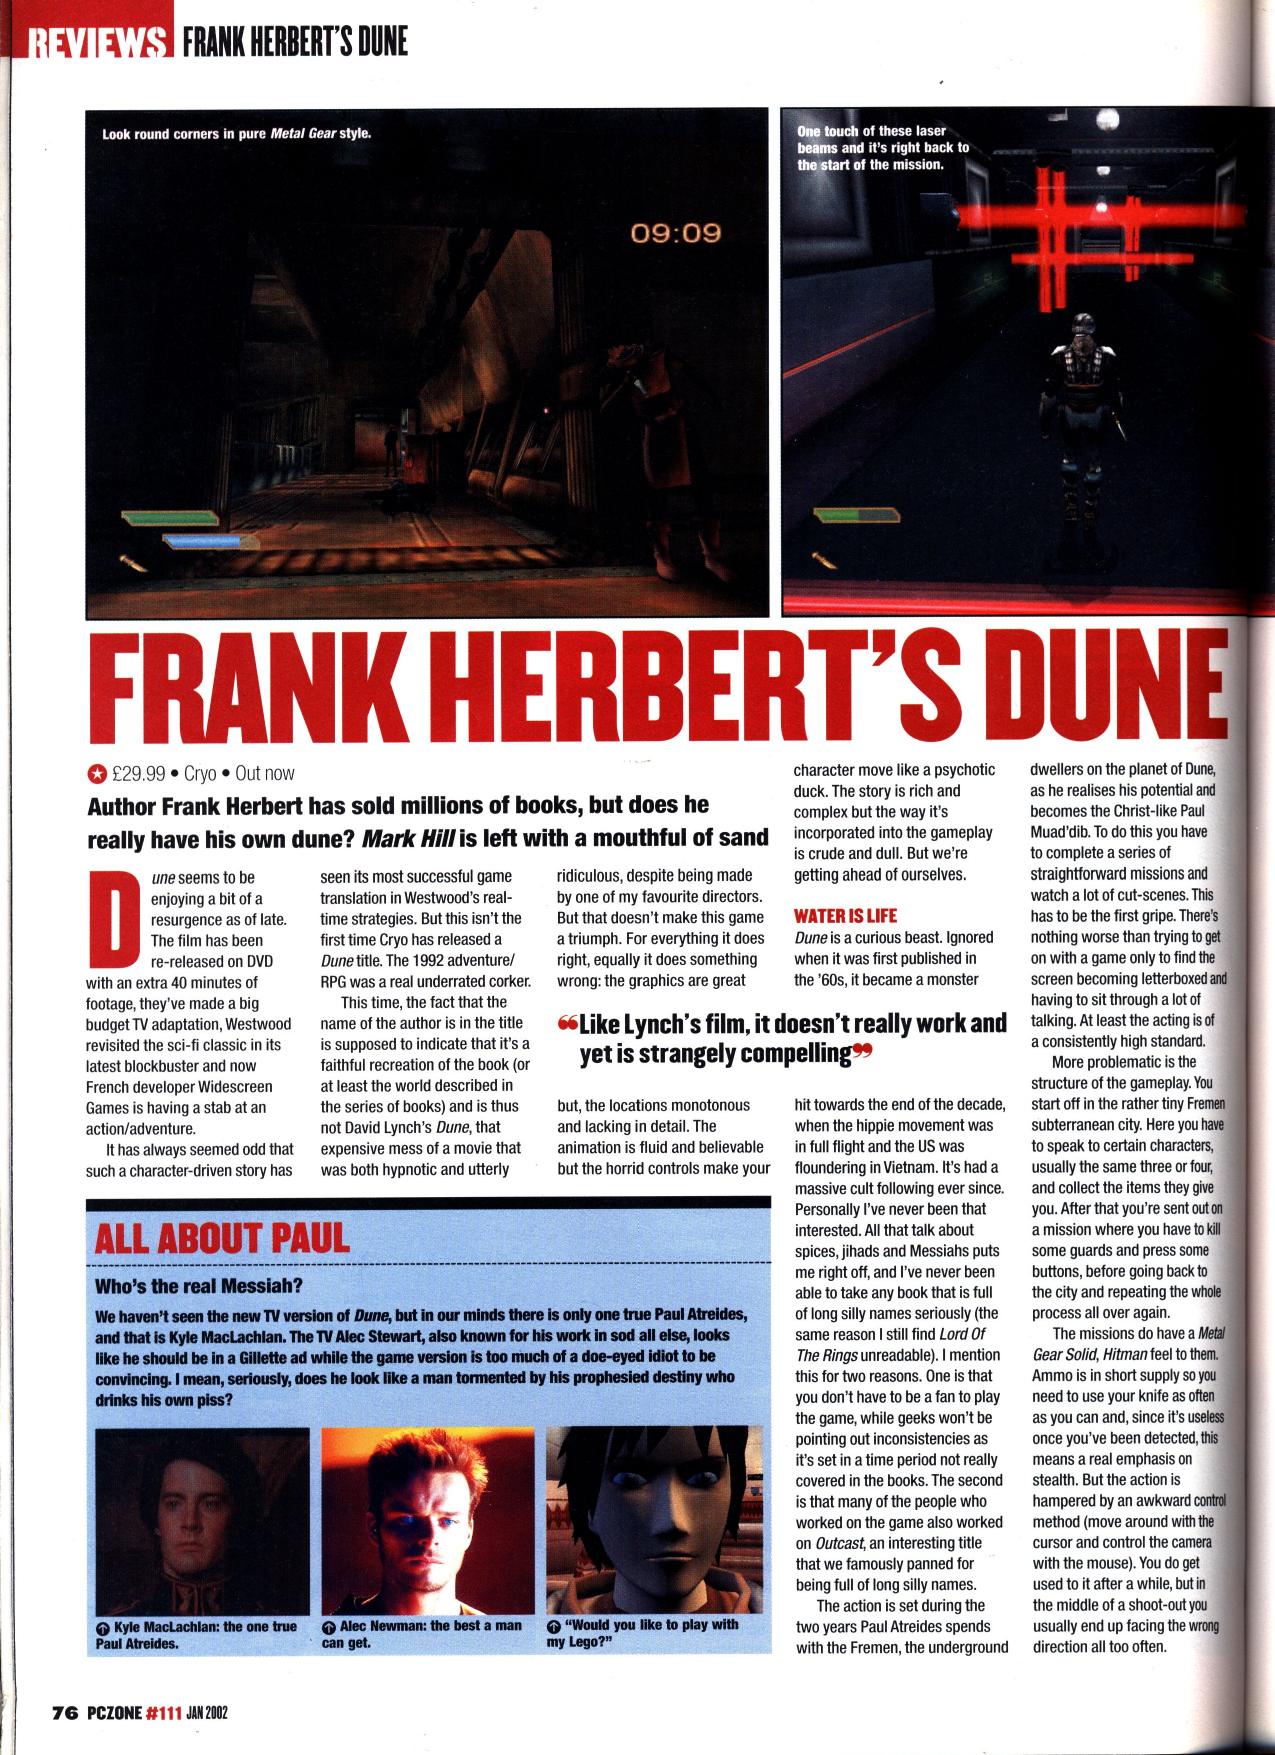 REVIEWS FRANK HERBERT'S DUNE
Look round corners in pure Metal Gear style.
09:09
One touch of these laser
beams and it's right back to
the start of the mission.
FRANK HERBERT'S DUNE
£29.99 • Cryo • Out now
Author Frank Herbert has sold millions of books, but does he
really have his own dune? Mark Hill is left with a mouthful of sand
Dune seems to be
enjoying a bit of a
resurgence as of late.
The film has been
re-released on DVD
with an extra 40 minutes of
footage, they've made a big
budget TV adaptation, Westwood
revisited the sci-fi classic in its
latest blockbuster and now
French developer Widescreen
Games is having a stab at an
action/adventure.
It has always seemed odd that
such a character-driven story has
seen its most successful game
translation in Westwood's real-
time strategies. But this isn't the
first time Cryo has released a
Dune title. The 1992 adventure/
RPG was a real underrated corker.
This time, the fact that the
name of the author is in the title
is supposed to indicate that it's a
faithful recreation of the book (or
at least the world described in
the series of books) and is thus
not David Lynch's Dune, that
expensive mess of a movie that
was both hypnotic and utterly
ridiculous, despite being made
by one of my favourite directors.
But that doesn't make this game
a triumph. For everything it does
right, equally it does something
wrong: the graphics are great
“Like Lynch's film, it doesn't really work and
yet is strangely compelling”
but, the locations monotonous
and lacking in detail. The
animation is fluid and believable
but the horrid controls make your
character move like a psychotic
duck. The story is rich and
complex but the way it's
incorporated into the gameplay
is crude and dull. But we're
getting ahead of ourselves.
WATER IS LIFE
Dune is a curious beast. Ignored
when it was first published in
the '60s, it became a monster
hit towards the end of the decade,
when the hippie movement was
in full flight and the US was
floundering in Vietnam. It's had a
massive cult following ever since.
Personally I've never been that
interested. All that talk about
spices, jihads and Messiahs puts
me right off, and I've never been
able to take any book that is full
of long silly names seriously (the
same reason I still find Lord Of
The Rings unreadable). I mention
this for two reasons. One is that
you don't have to be a fan to play
the game, while geeks won't be
pointing out inconsistencies as
it's set in a time period not really
covered in the books. The second
is that many of the people who
worked on the game also worked
on Outcast, an interesting title
that we famously panned for
being full of long silly names.
The action is set during the
two years Paul Atreides spends
with the Fremen, the underground
dwellers on the planet of Dune,
as he realises his potential and
becomes the Christ-like Paul
Muad'dib. To do this you have
to complete a series of
straightforward missions and
watch a lot of cut-scenes. This
has to be the first gripe. There's
nothing worse than trying to get
on with a game only to find the
screen becoming letterboxed and
having to sit through a lot of
talking. At least the acting is of
a consistently high standard.
More problematic is the
structure of the gameplay. You
start off in the rather tiny Fremen
subterranean city. Here you have
to speak to certain characters,
usually the same three or four,
and collect the items they give
you. After that you're sent out on
a mission where you have to kill
some guards and press some
buttons, before going back to
the city and repeating the whole
process all over again.
The missions do have a Metal
Gear Solid, Hitman feel to them.
Ammo is in short supply so you
need to use your knife as often
as you can and, since it's useless
once you've been detected, this
means a real emphasis on
stealth. But the action is
hampered by an awkward control
method (move around with the
cursor and control the camera
with the mouse). You do get
used to it after a while, but in
the middle of a shoot-out you
usually end up facing the wrong
direction all too often.
ALL ABOUT PAUL
Who's the real Messiah?
We haven't seen the new TV version of Dune, but in our minds there is only one true Paul Atreides,
and that is Kyle MacLachlan. The TV Alec Stewart, also known for his work in sod all else, looks
like he should be in a Gillette ad while the game version is too much of a doe-eyed idiot to be
convincing. I mean, seriously, does he look like a man tormented by his prophesied destiny who
drinks his own piss?
Kyle MacLachlan: the one true
Paul Atreides.
Alec Newman: the best a man
can get.
“Would you like to play with
my Lego?”
76 PCZONE #111 JAN 2002